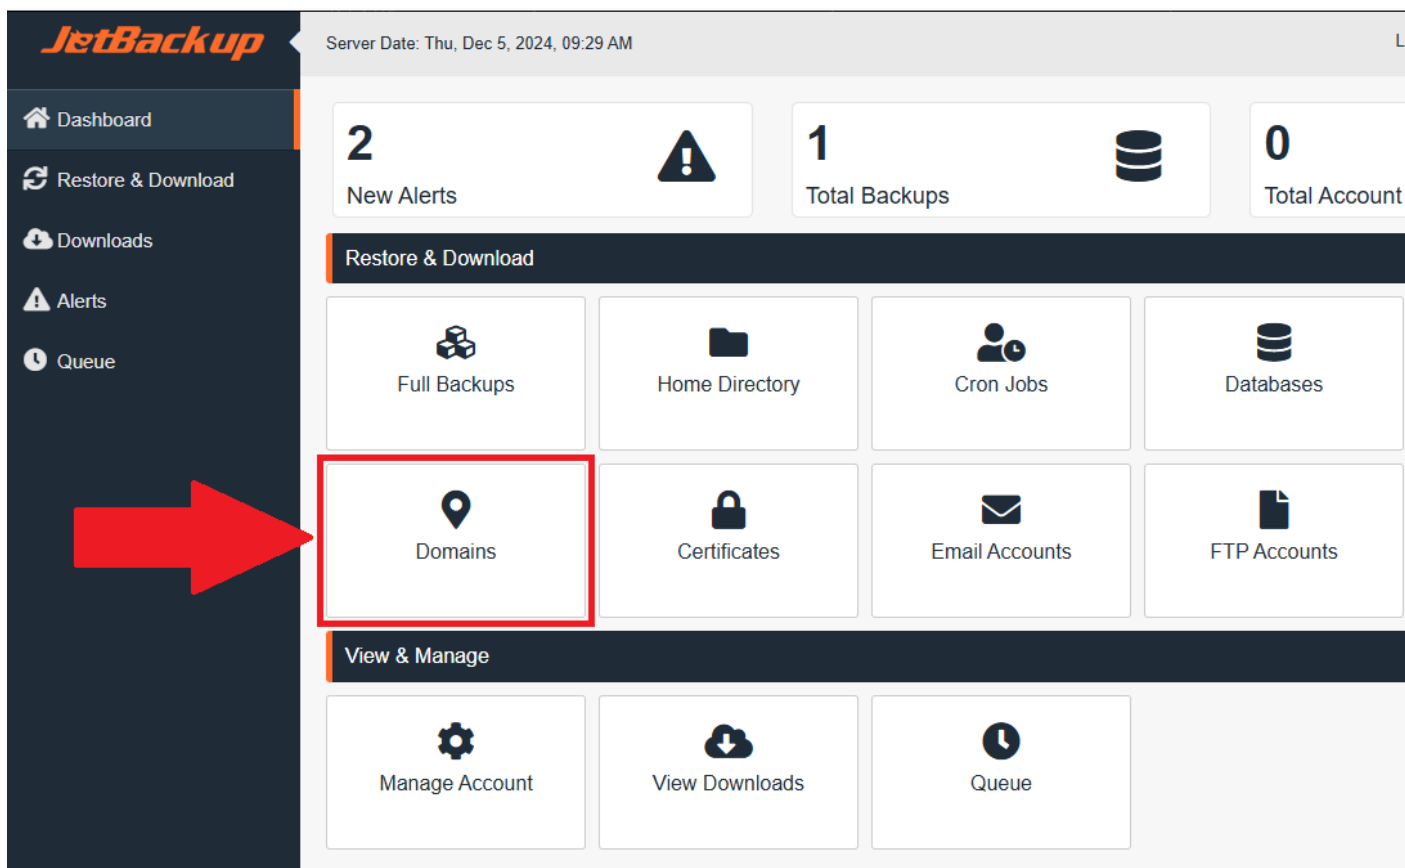 JetBackup
Server Date: Thu, Dec 5, 2024, 09:29 AM
L
Dashboard
Restore & Download
Downloads
Alerts
Queue
2
New Alerts
1
Total Backups
0
Total Account
Restore & Download
Full Backups
Home Directory
Cron Jobs
Databases
Domains
Certificates
Email Accounts
FTP Accounts
View & Manage
Manage Account
View Downloads
Queue